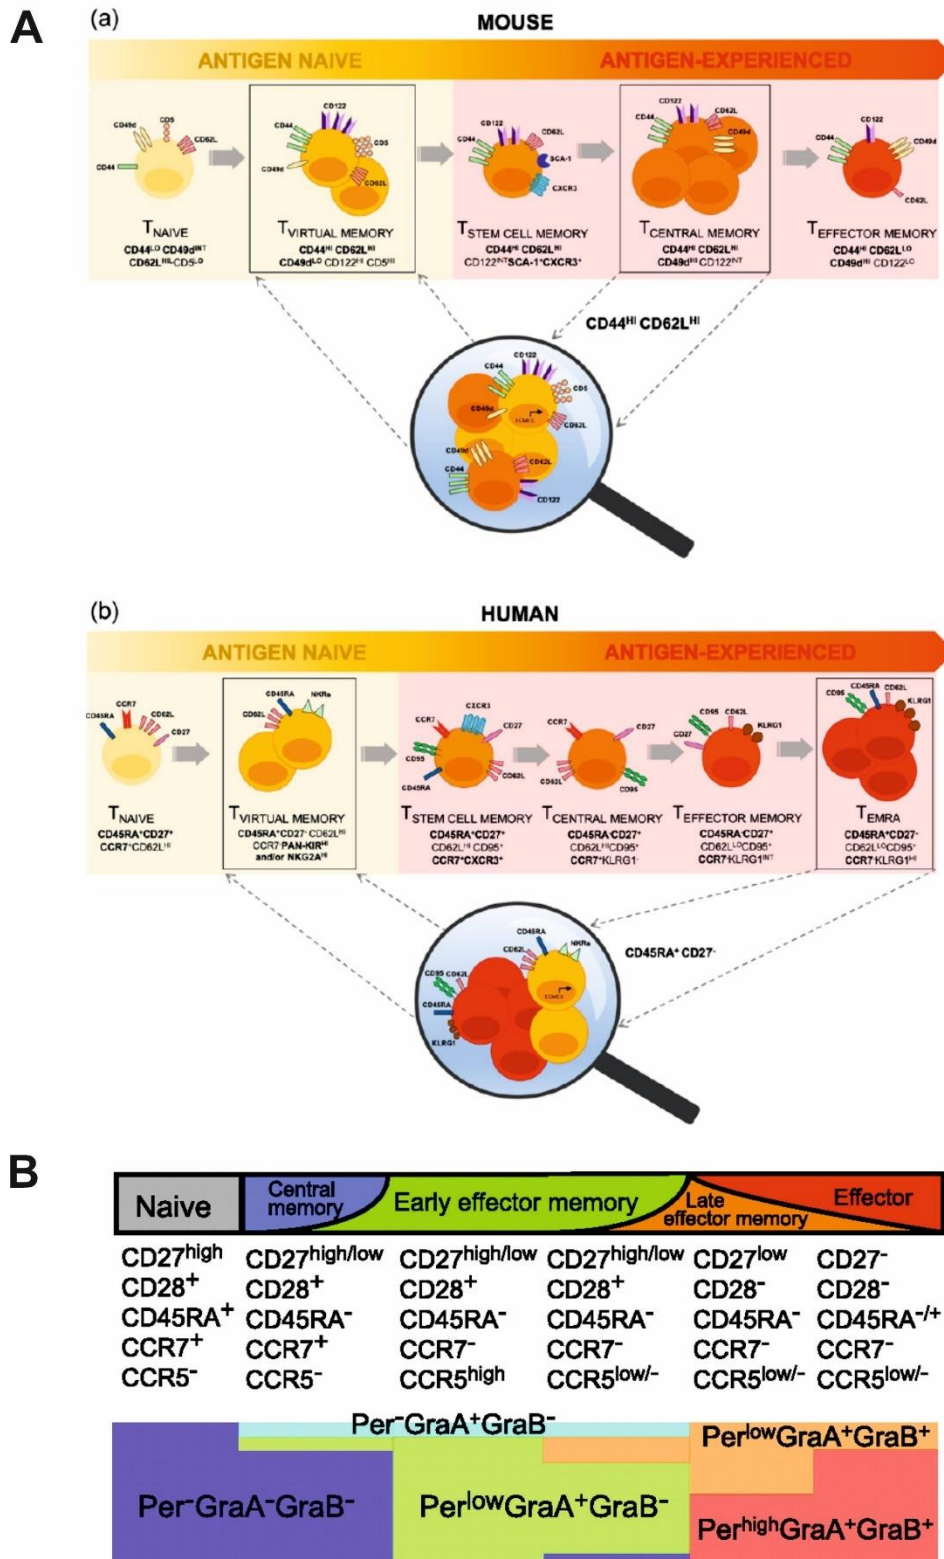 A
(a)
MOUSE
ANTIGEN NAIVE
ANTIGEN-EXPERIENCED
CD49d
CD5
CD62L
CD44
CD122
CD44
CD5
CD49d
CD62L
CD122
CD44
CD62L
SCA-1
CXCR3
CD122
CD44
CD62L
CD49d
CD122
CD44
CD49d
CD62L
TNAIVE
CD44LO CD49dINT
CD62LHI-CD5LO
TVIRTUAL MEMORY
CD44HI CD62LHI
CD49dLO CD122HI CD5HI
TSTEM CELL MEMORY
CD44HI CD62LHI
CD122INTSCA-1+CXCR3+
TCENTRAL MEMORY
CD44HI CD62LHI
CD49dHI CD122INT
TEFFECTOR MEMORY
CD44HI CD62LLO
CD49dHI CD122LO
CD44HI CD62LHI
CD122
CD44
CD5
CD49d
EOMES
CD62L
CD49d
CD44
CD62L
CD122
(b)
HUMAN
ANTIGEN NAIVE
ANTIGEN-EXPERIENCED
CCR7
CD45RA
CD62L
CD27
CD45RA
NKRs
CD62L
CXCR3
CCR7
CD27
CD95
CD45RA
CD62L
CCR7
CD27
CD62L
CD95
CD95
CD62L
KLRG1
CD27
CD45RA
CD95
CD62L
KLRG1
TNAIVE
CD45RA+CD27+
CCR7+CD62LHI
TVIRTUAL MEMORY
CD45RA+CD27- CD62LHI
CCR7-PAN-KIRHI
and/or NKG2AHI
TSTEM CELL MEMORY
CD45RA+CD27+
CD62LHI CD95+
CCR7+CXCR3+
TCENTRAL MEMORY
CD45RA-CD27+
CD62LHICD95+
CCR7+KLRG1-
TEFFECTOR MEMORY
CD45RA-CD27+
CD62LLOCD95+
CCR7-KLRG1INT
TEMRA
CD45RA+CD27-
CD62LLOCD95+
CCR7-KLRG1HI
CD45RA+ CD27-
CD45RA
NKRs
CD62L
CD95
CD62L
CD45RA
EOMES
KLRG1
B
Naive
Central
memory
Early effector memory
Late
effector memory
Effector
CD27high CD27high/low CD27high/low CD27high/low CD27low CD27-
CD28+ CD28+ CD28+ CD28+ CD28- CD28-
CD45RA+ CD45RA- CD45RA- CD45RA- CD45RA- CD45RA-/+
CCR7+ CCR7+ CCR7- CCR7- CCR7- CCR7-
CCR5- CCR5- CCR5high CCR5low/- CCR5low/- CCR5low/-
Per-GraA+GraB-
PerlowGraA+GraB+
Per-GraA-GraB-
PerlowGraA+GraB-
PerhighGraA+GraB+